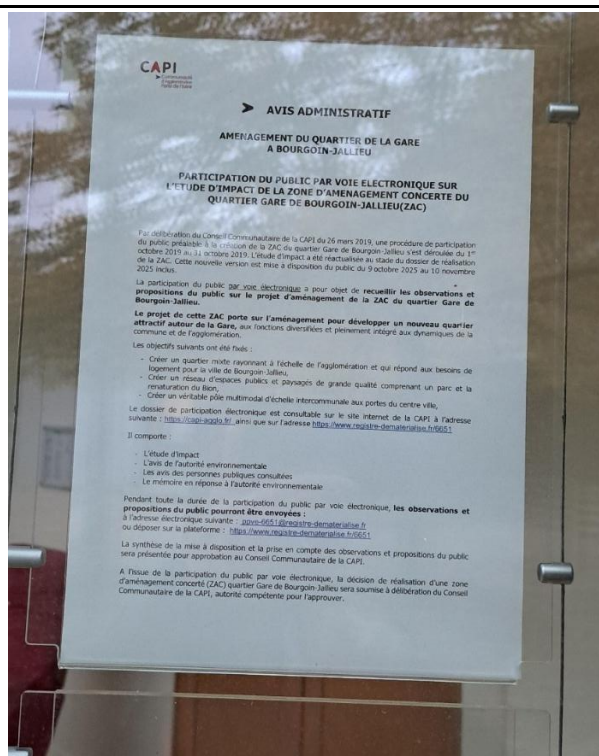 CAPI
Communauté
d'Agglomération
Porte de l'Isère
➤ AVIS ADMINISTRATIF
AMENAGEMENT DU QUARTIER DE LA GARE
A BOURGOIN-JALLIEU
PARTICIPATION DU PUBLIC PAR VOIE ELECTRONIQUE SUR
L'ETUDE D'IMPACT DE LA ZONE D'AMENAGEMENT CONCERTE DU
QUARTIER GARE DE BOURGOIN-JALLIEU(ZAC)
Par délibération du Conseil Communautaire de la CAPI du 26 mars 2019, une procédure de participation
du public préalable à la création de la ZAC du quartier Gare de Bourgoin-Jallieu s'est déroulée du 1er
octobre 2019 au 31 octobre 2019. L'étude d'impact a été réactualisée au stade du dossier de réalisation
de la ZAC. Cette nouvelle version est mise à disposition du public du 9 octobre 2025 au 10 novembre
2025 inclus.
La participation du public par voie électronique a pour objet de recueillir les observations et
propositions du public sur le projet d'aménagement de la ZAC du quartier Gare de
Bourgoin-Jallieu.
Le projet de cette ZAC porte sur l'aménagement pour développer un nouveau quartier
attractif autour de la Gare, aux fonctions diversifiées et pleinement intégré aux dynamiques de la
commune et de l'agglomération.
Les objectifs suivants ont été fixés :
- Créer un quartier mixte rayonnant à l'échelle de l'agglomération et qui répond aux besoins de
logement pour la ville de Bourgoin-Jallieu,
- Créer un réseau d'espaces publics et paysagés de grande qualité comprenant un parc et la
renaturation du Bion,
- Créer un véritable pôle multimodal d'échelle intercommunale aux portes du centre ville,
Le dossier de participation électronique est consultable sur le site internet de la CAPI à l'adresse
suivante : https://capi-agglo.fr/ ainsi que sur l'adresse https://www.registre-dematerialise.fr/6651
Il comporte :
- L'étude d'impact
- L'avis de l'autorité environnementale
- Les avis des personnes publiques consultées
- Le mémoire en réponse à l'autorité environnementale
Pendant toute la durée de la participation du public par voie électronique, les observations et
propositions du public pourront être envoyées :
à l'adresse électronique suivante : ppve-6651@registre-dematerialise.fr
ou déposer sur la plateforme : https://www.registre-dematerialise.fr/6651
La synthèse de la mise à disposition et la prise en compte des observations et propositions du public
sera présentée pour approbation au Conseil Communautaire de la CAPI.
A l'issue de la participation du public par voie électronique, la décision de réalisation d'une zone
d'aménagement concerté (ZAC) quartier Gare de Bourgoin-Jallieu sera soumise à délibération du Conseil
Communautaire de la CAPI, autorité compétente pour l'approuver.